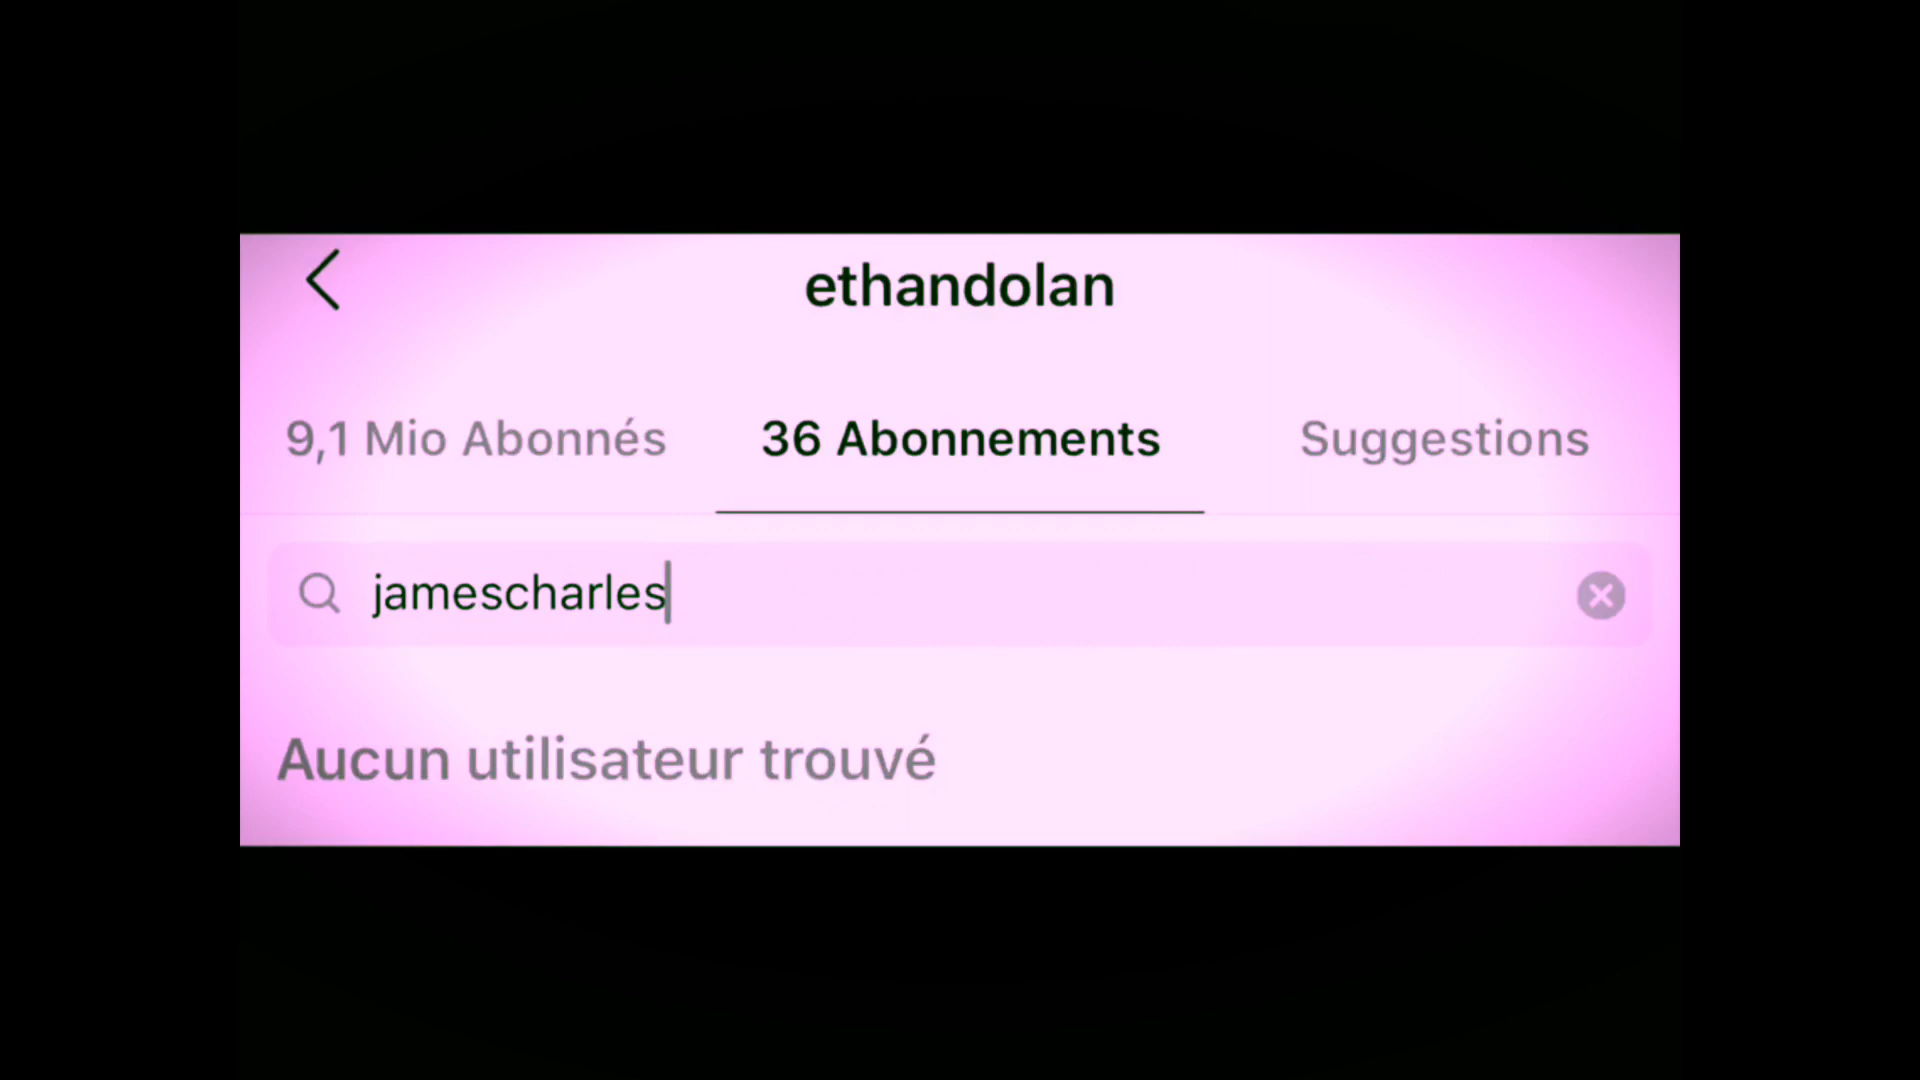 ethandolan
9,1 Mio Abonnés
36 Abonnements
Suggestions
jamescharles
Aucun utilisateur trouvé